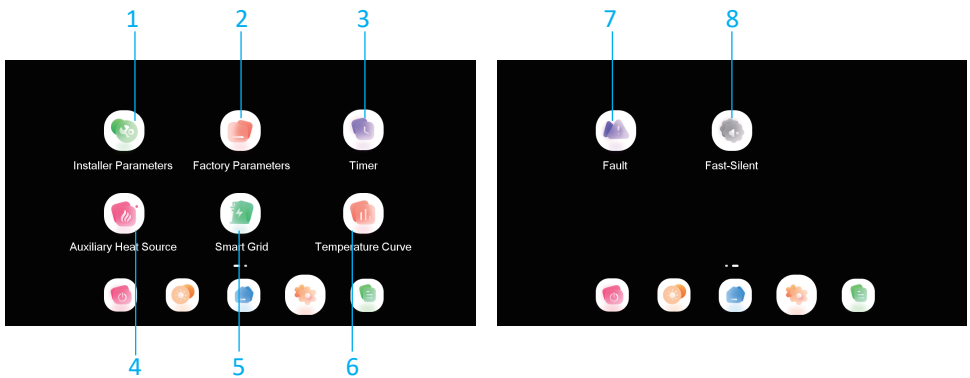 1 2 3 7 8
Installer Parameters Factory Parameters Timer
Fault Fast-Silent
Auxiliary Heat Source Smart Grid Temperature Curve
4 5 6